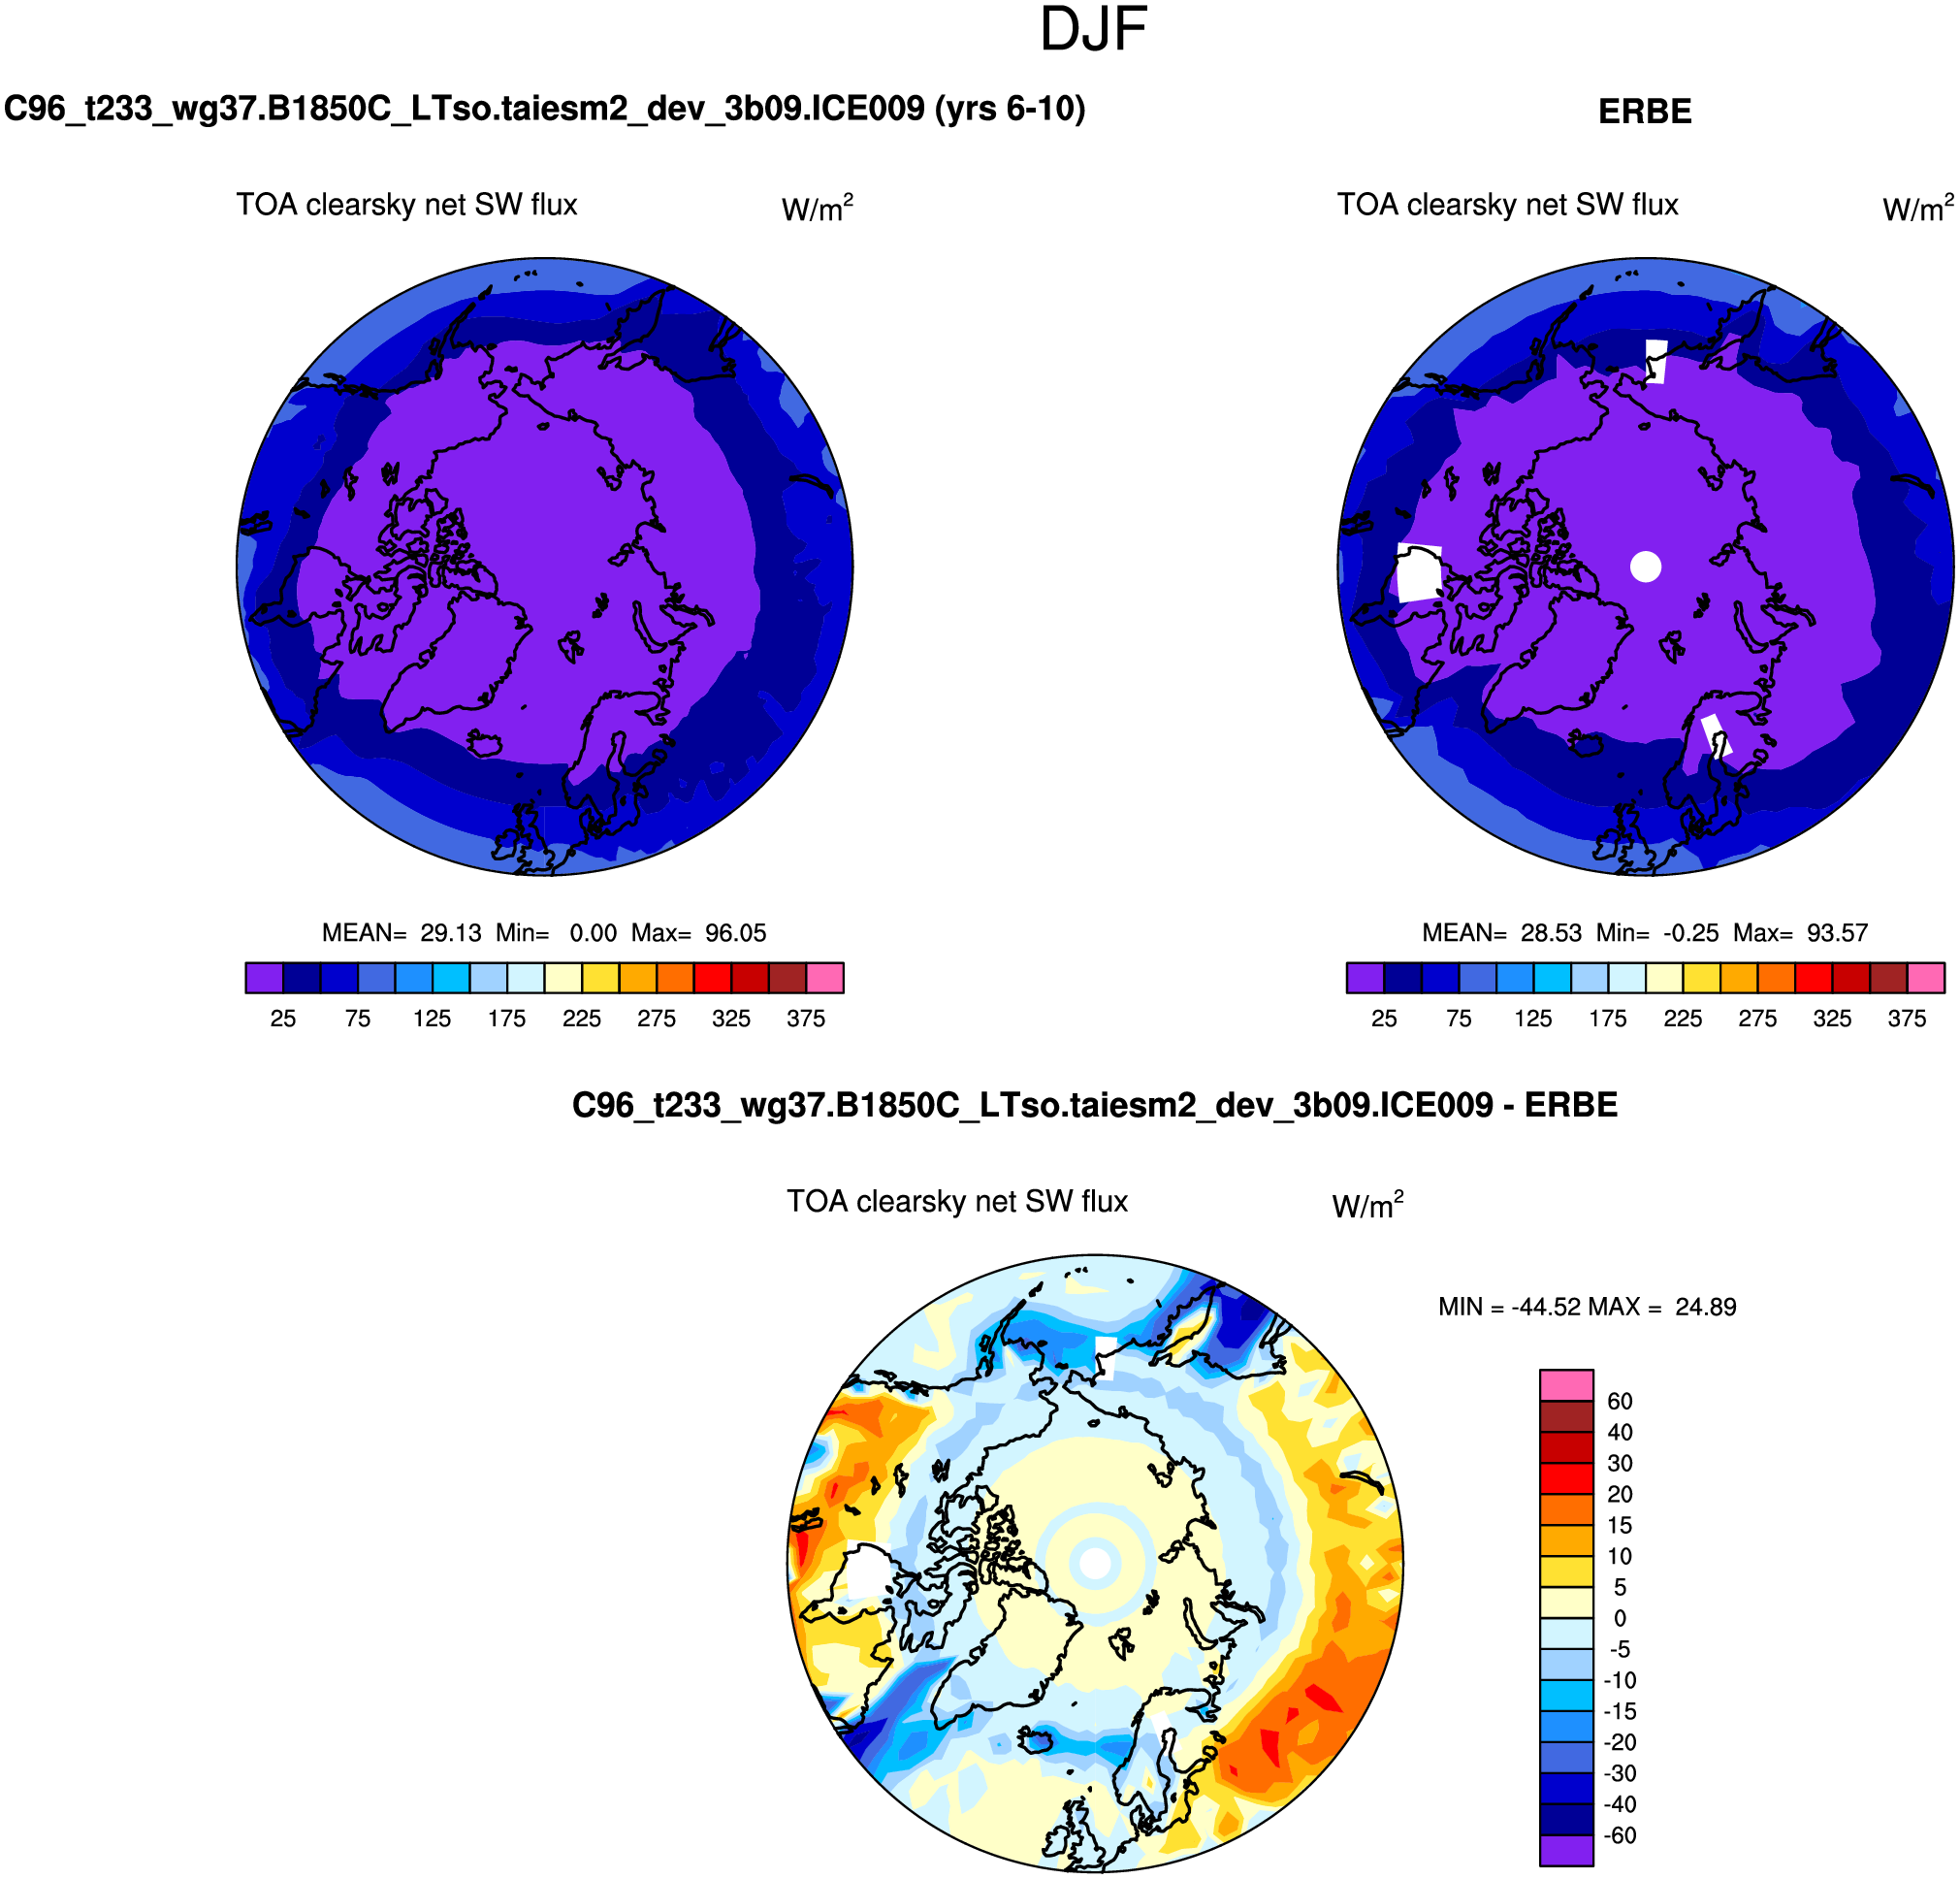 DJF
C96_t233_wg37.B1850C_LTso.taiesm2_dev_3b09.ICE009 (yrs 6-10)
ERBE
TOA clearsky net SW flux W/m²
TOA clearsky net SW flux W/m²
MEAN= 29.13 Min= 0.00 Max= 96.05
MEAN= 28.53 Min= -0.25 Max= 93.57
25 75 125 175 225 275 325 375
25 75 125 175 225 275 325 375
C96_t233_wg37.B1850C_LTso.taiesm2_dev_3b09.ICE009 - ERBE
TOA clearsky net SW flux W/m²
MIN = -44.52 MAX = 24.89
60
40
30
20
15
10
5
0
-5
-10
-15
-20
-30
-40
-60